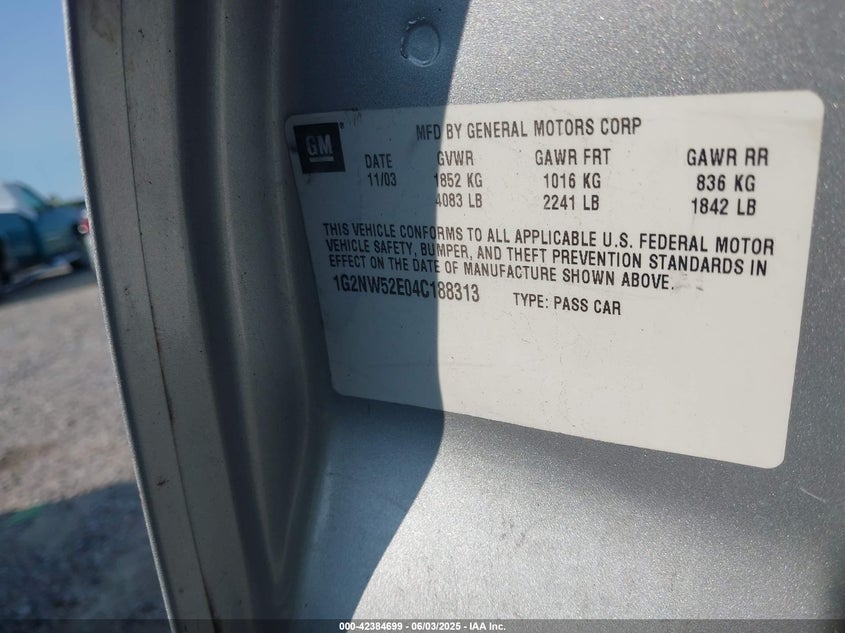 GM
MFD BY GENERAL MOTORS CORP
DATE GVWR GAWR FRT GAWR RR
11/03 1852 KG 1016 KG 836 KG
4083 LB 2241 LB 1842 LB
THIS VEHICLE CONFORMS TO ALL APPLICABLE U.S. FEDERAL MOTOR
VEHICLE SAFETY, BUMPER, AND THEFT PREVENTION STANDARDS IN
EFFECT ON THE DATE OF MANUFACTURE SHOWN ABOVE.
1G2NW52E04C188313 TYPE: PASS CAR
000-42384699 - 06/03/2025 - IAA Inc.